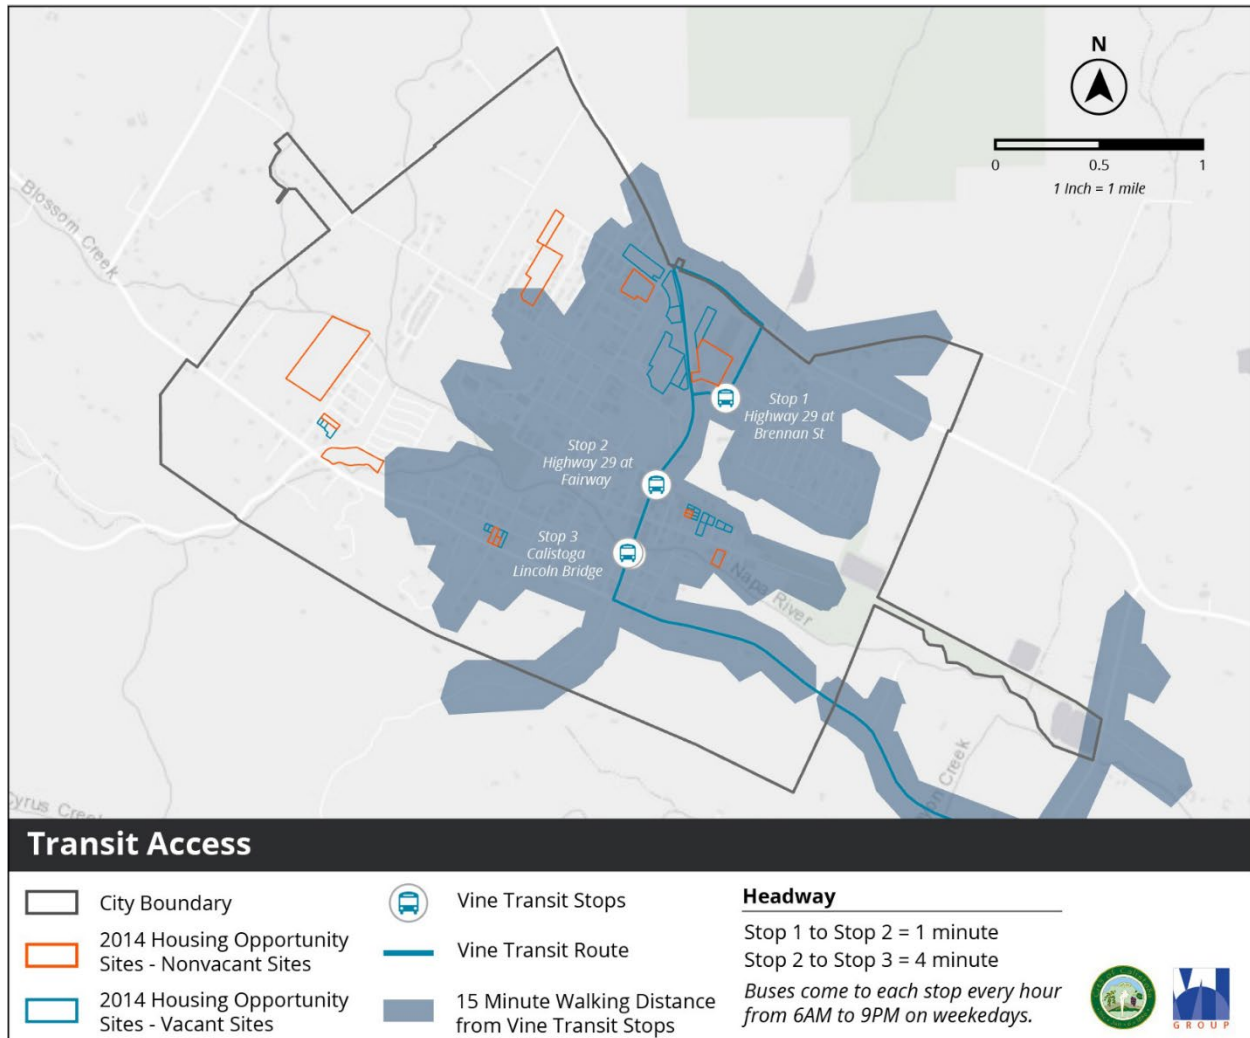 N
0
0.5
1
1 Inch = 1 mile
Blossom Creek
Stop 1
Highway 29 at
Brennan St
Stop 2
Highway 29 at
Fairway
Stop 3
Calistoga
Lincoln Bridge
Napa River
Creek
Cyrus Creek
Transit Access
City Boundary
2014 Housing Opportunity
Sites - Nonvacant Sites
2014 Housing Opportunity
Sites - Vacant Sites
Vine Transit Stops
Vine Transit Route
15 Minute Walking Distance
from Vine Transit Stops
Headway
Stop 1 to Stop 2 = 1 minute
Stop 2 to Stop 3 = 4 minute
Buses come to each stop every hour
from 6AM to 9PM on weekedays.
GROUP